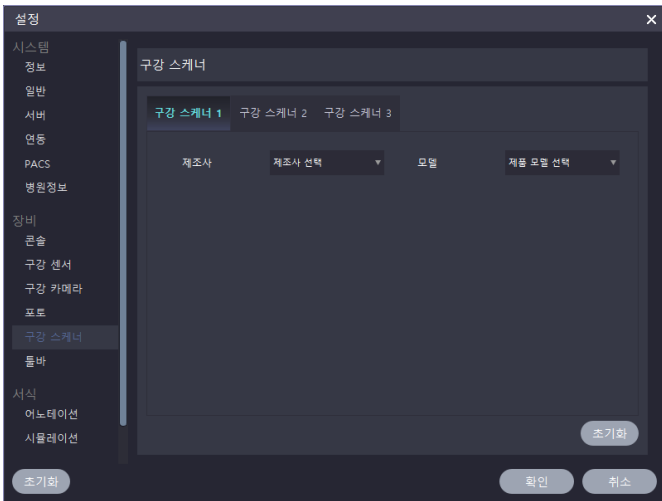 설정
시스템
정보
일반
서버
연동
PACS
병원정보
장비
콘솔
구강 센서
구강 카메라
포토
구강 스케너
툴바
서식
어노테이션
시뮬레이션
초기화
구강 스케너
구강 스케너 1 구강 스케너 2 구강 스케너 3
제조사 제조사 선택 모델 제품 모델 선택
초기화
확인 취소